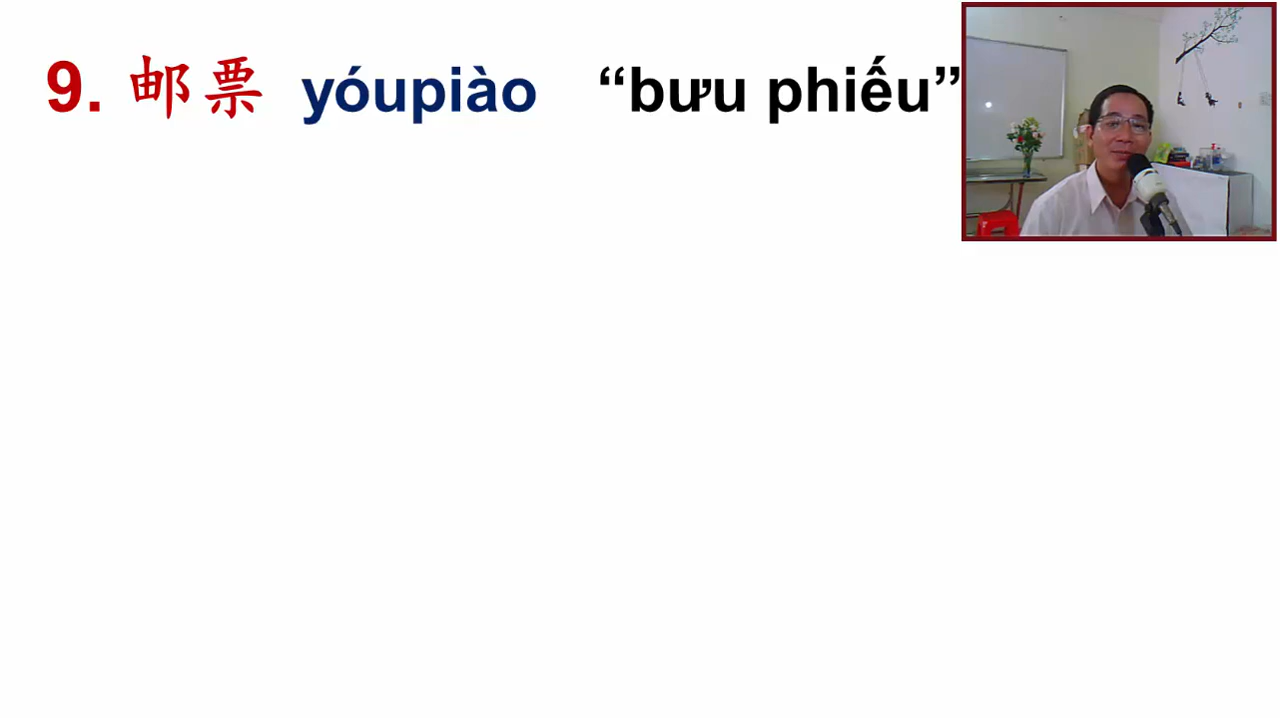 9. 邮票 yóupiào “bưu phiếu”